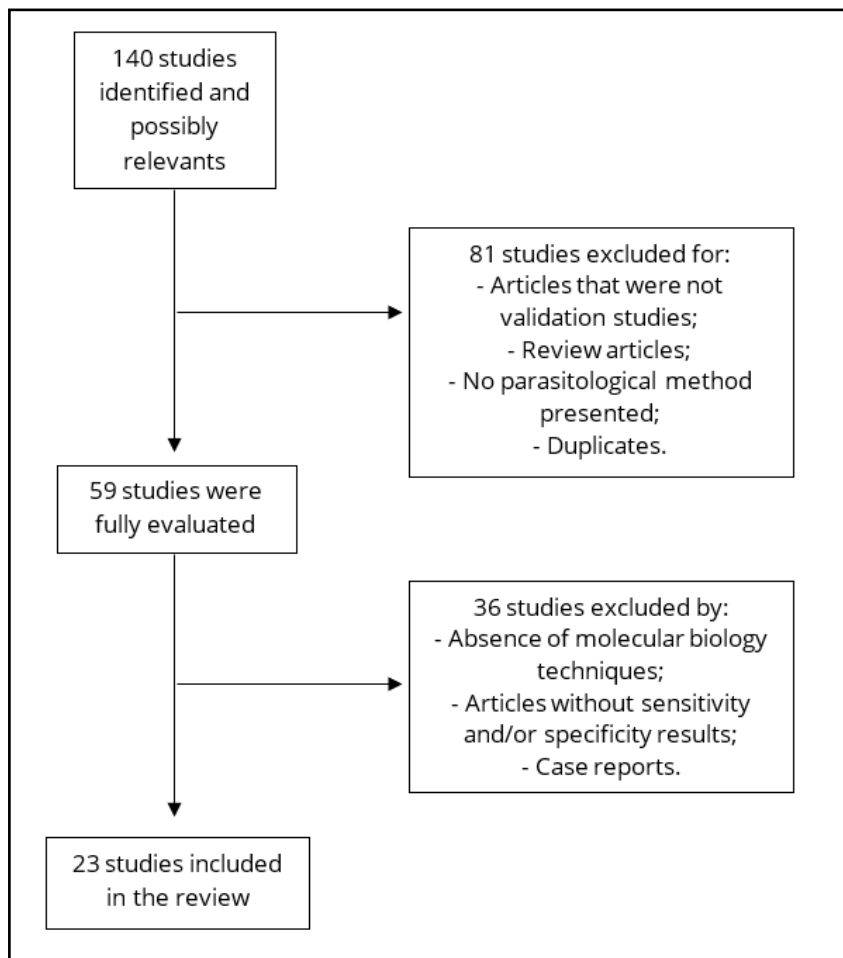 140 studies
identified and
possibly
relevants
81 studies excluded for:
- Articles that were not
validation studies;
- Review articles;
- No parasitological method
presented;
- Duplicates.
59 studies were
fully evaluated
36 studies excluded by:
- Absence of molecular biology
techniques;
- Articles without sensitivity
and/or specificity results;
- Case reports.
23 studies included
in the review